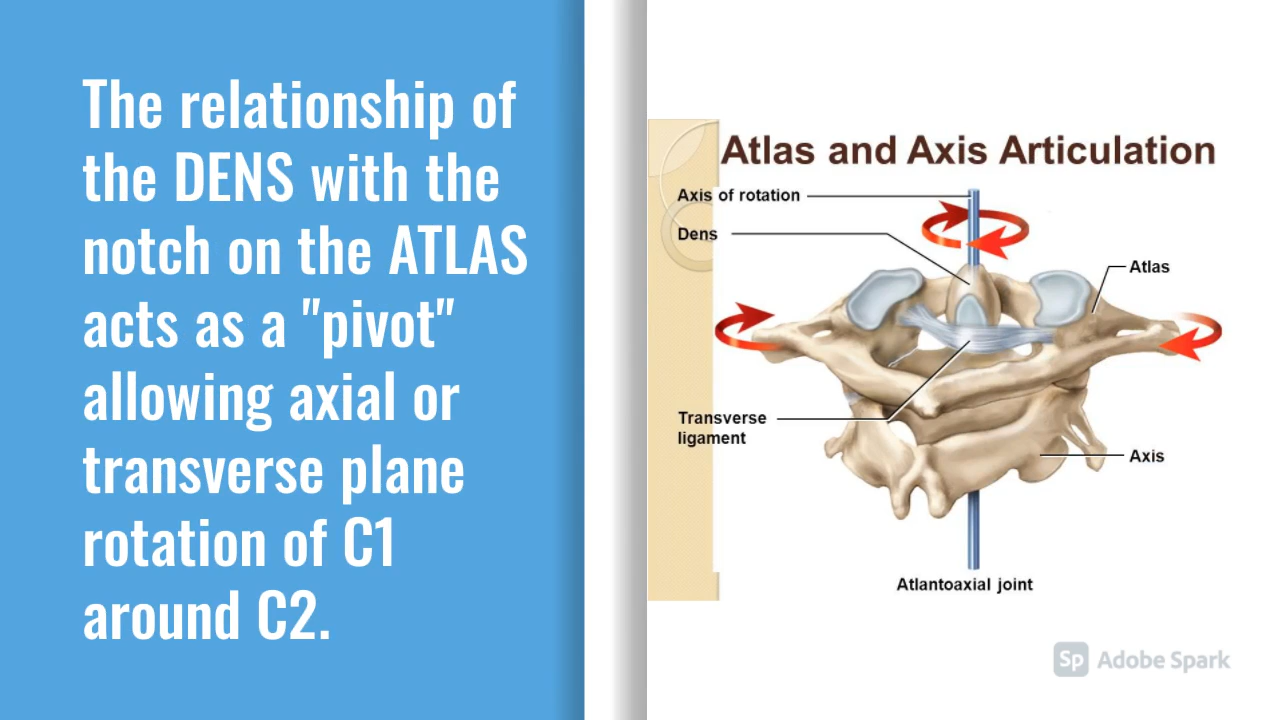 The relationship of
the DENS with the
notch on the ATLAS
acts as a "pivot"
allowing axial or
transverse plane
rotation of C1
around C2.
Atlas and Axis Articulation
Axis of rotation
Dens
Atlas
Transverse
ligament
Axis
Atlantoaxial joint
Sp Adobe Spark